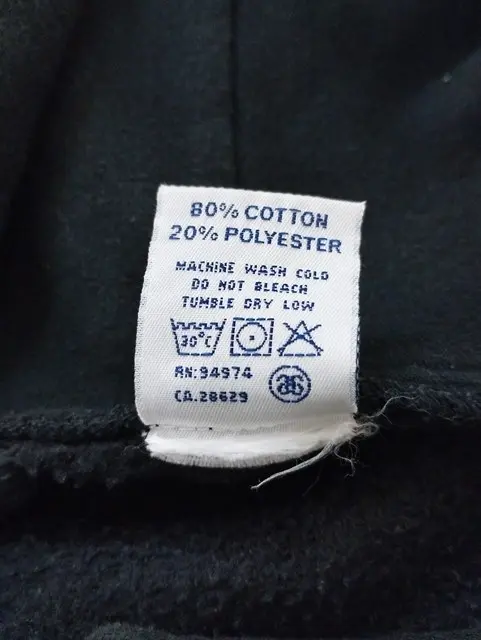 80% COTTON
20% POLYESTER
MACHINE WASH COLD
DO NOT BLEACH
TUMBLE DRY LOW
30°C
RN:94974
CA.28629